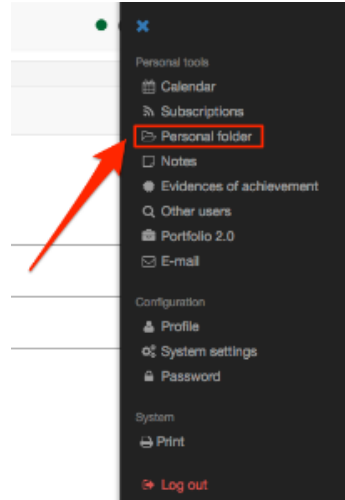 Personal tools
Calendar
Subscriptions
Personal folder
Notes
Evidences of achievement
Other users
Portfolio 2.0
E-mail
Configuration
Profile
System settings
Password
System
Print
Log out